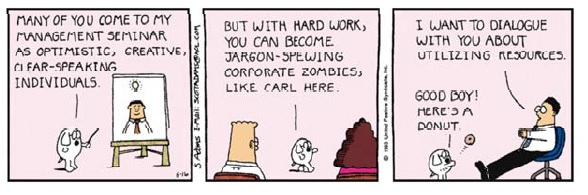 MANY OF YOU COME TO MY
MANAGEMENT SEMINAR
AS OPTIMISTIC, CREATIVE,
CLEAR-SPEAKING
INDIVIDUALS.
S.Adams E-Mail: SCOTTADAMS@AOL.COM
1-16
BUT WITH HARD WORK,
YOU CAN BECOME
JARGON-SPEWING
CORPORATE ZOMBIES,
LIKE CARL HERE.
© 1995 United Feature Syndicate, Inc.
I WANT TO DIALOGUE
WITH YOU ABOUT
UTILIZING RESOURCES.
GOOD BOY!
HERE'S A
DONUT.